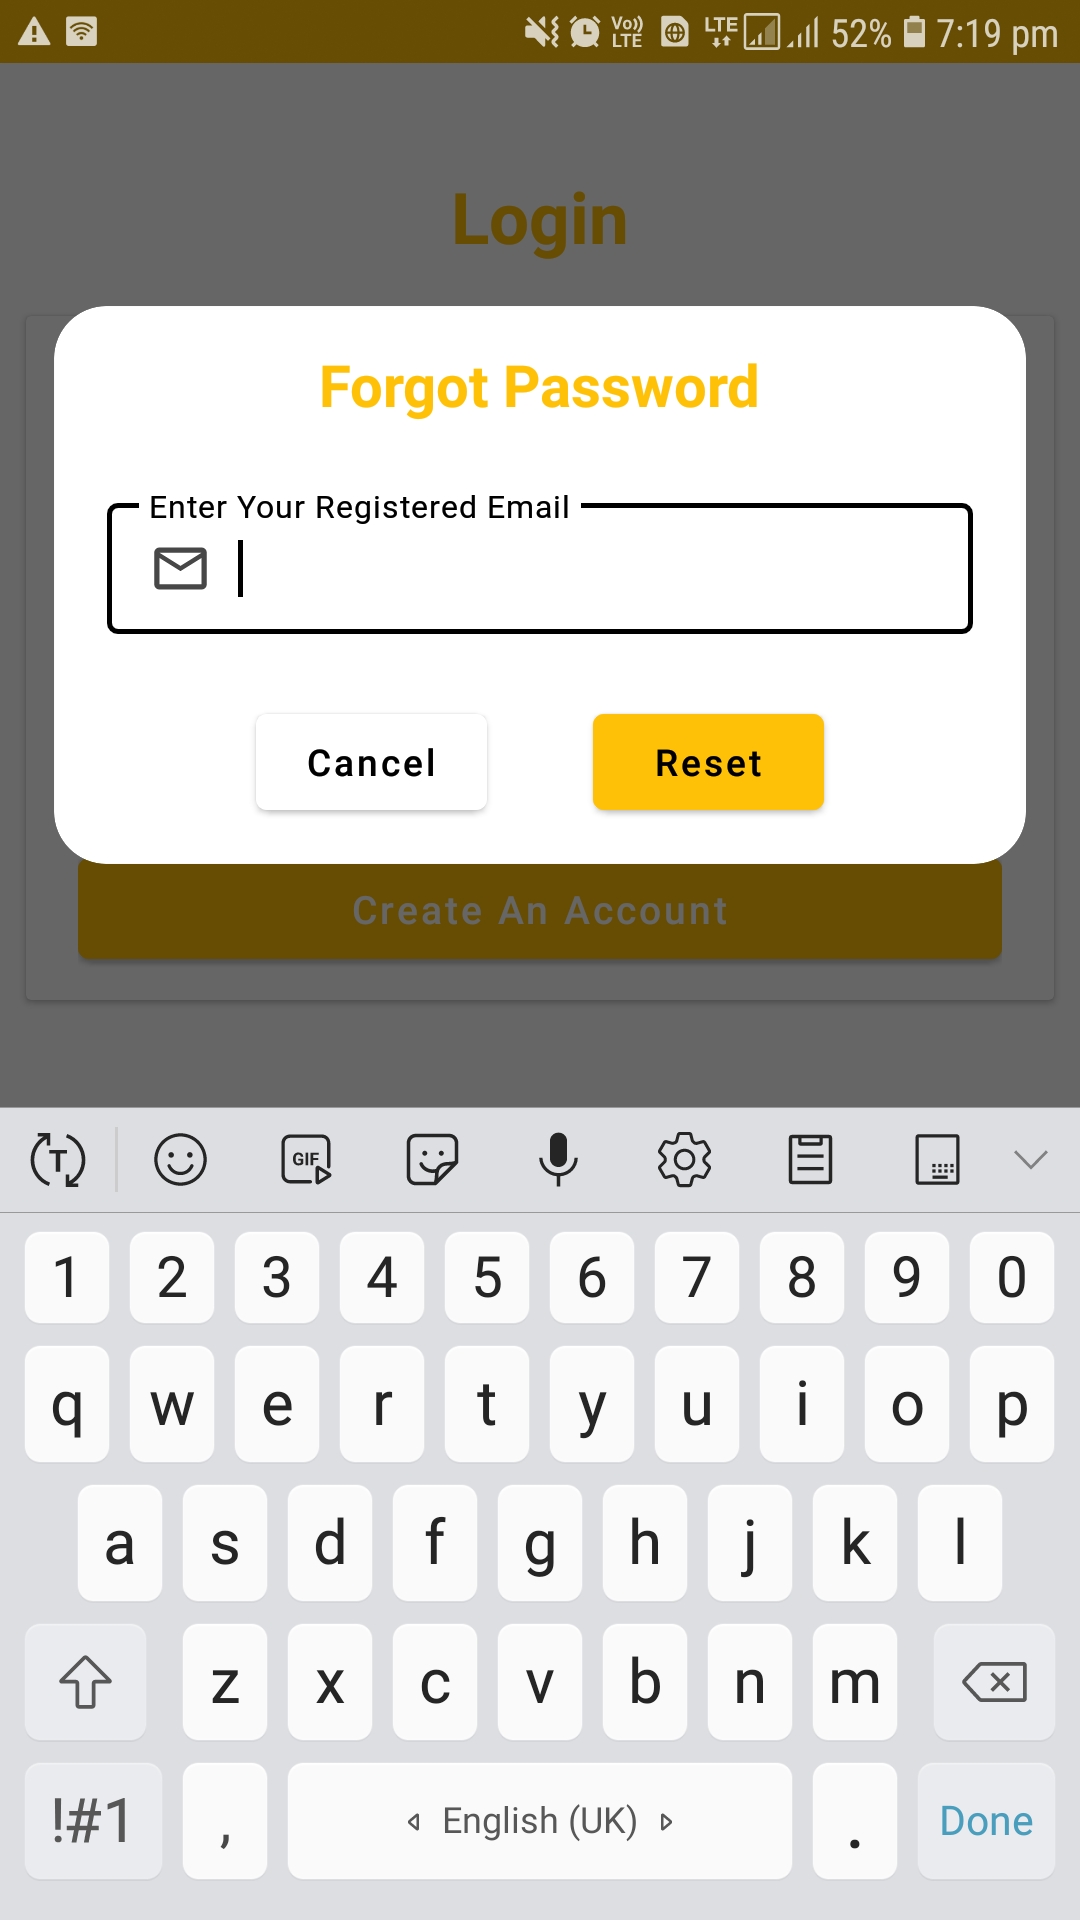 Vo)) LTE LTE 52% 7:19 pm
Login
Forgot Password
Enter Your Registered Email
Cancel Reset
Create An Account
T GIF
1 2 3 4 5 6 7 8 9 0
q w e r t y u i o p
a s d f g h j k l
z x c v b n m
!#1 , English (UK) . Done